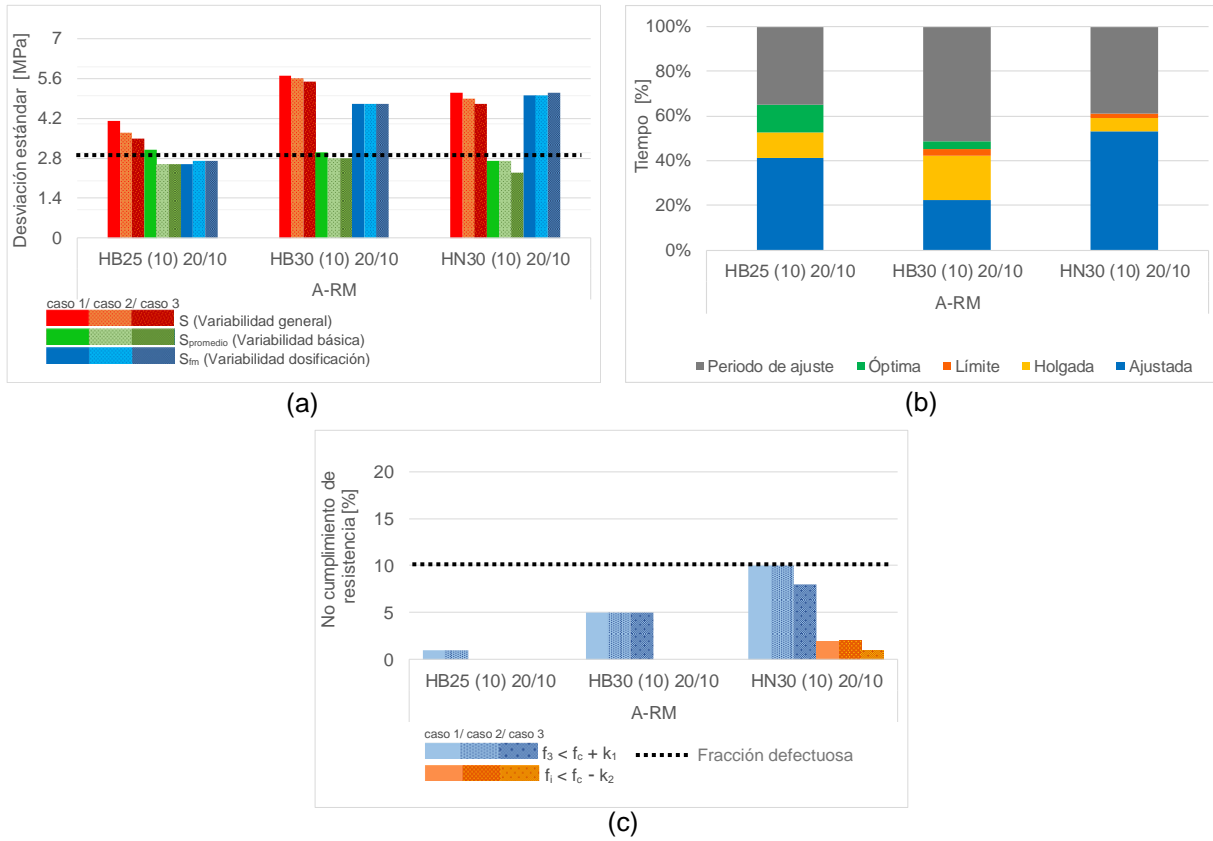 Desviación estándar [MPa]
7
5.6
4.2
2.8
1.4
0
HB25 (10) 20/10
HB30 (10) 20/10
HN30 (10) 20/10
A-RM
caso 1/ caso 2/ caso 3
S (Variabilidad general)
Spromedio (Variabilidad básica)
Sfm (Variabilidad dosificación)
(a)
Tiempo [%]
100%
80%
60%
40%
20%
0%
HB25 (10) 20/10
HB30 (10) 20/10
HN30 (10) 20/10
A-RM
Periodo de ajuste
Óptima
Límite
Holgada
Ajustada
(b)
No cumplimiento de
resistencia [%]
20
15
10
5
0
HB25 (10) 20/10
HB30 (10) 20/10
HN30 (10) 20/10
A-RM
caso 1/ caso 2/ caso 3
f3 < fc + k1
Fracción defectuosa
fi < fc - k2
(c)